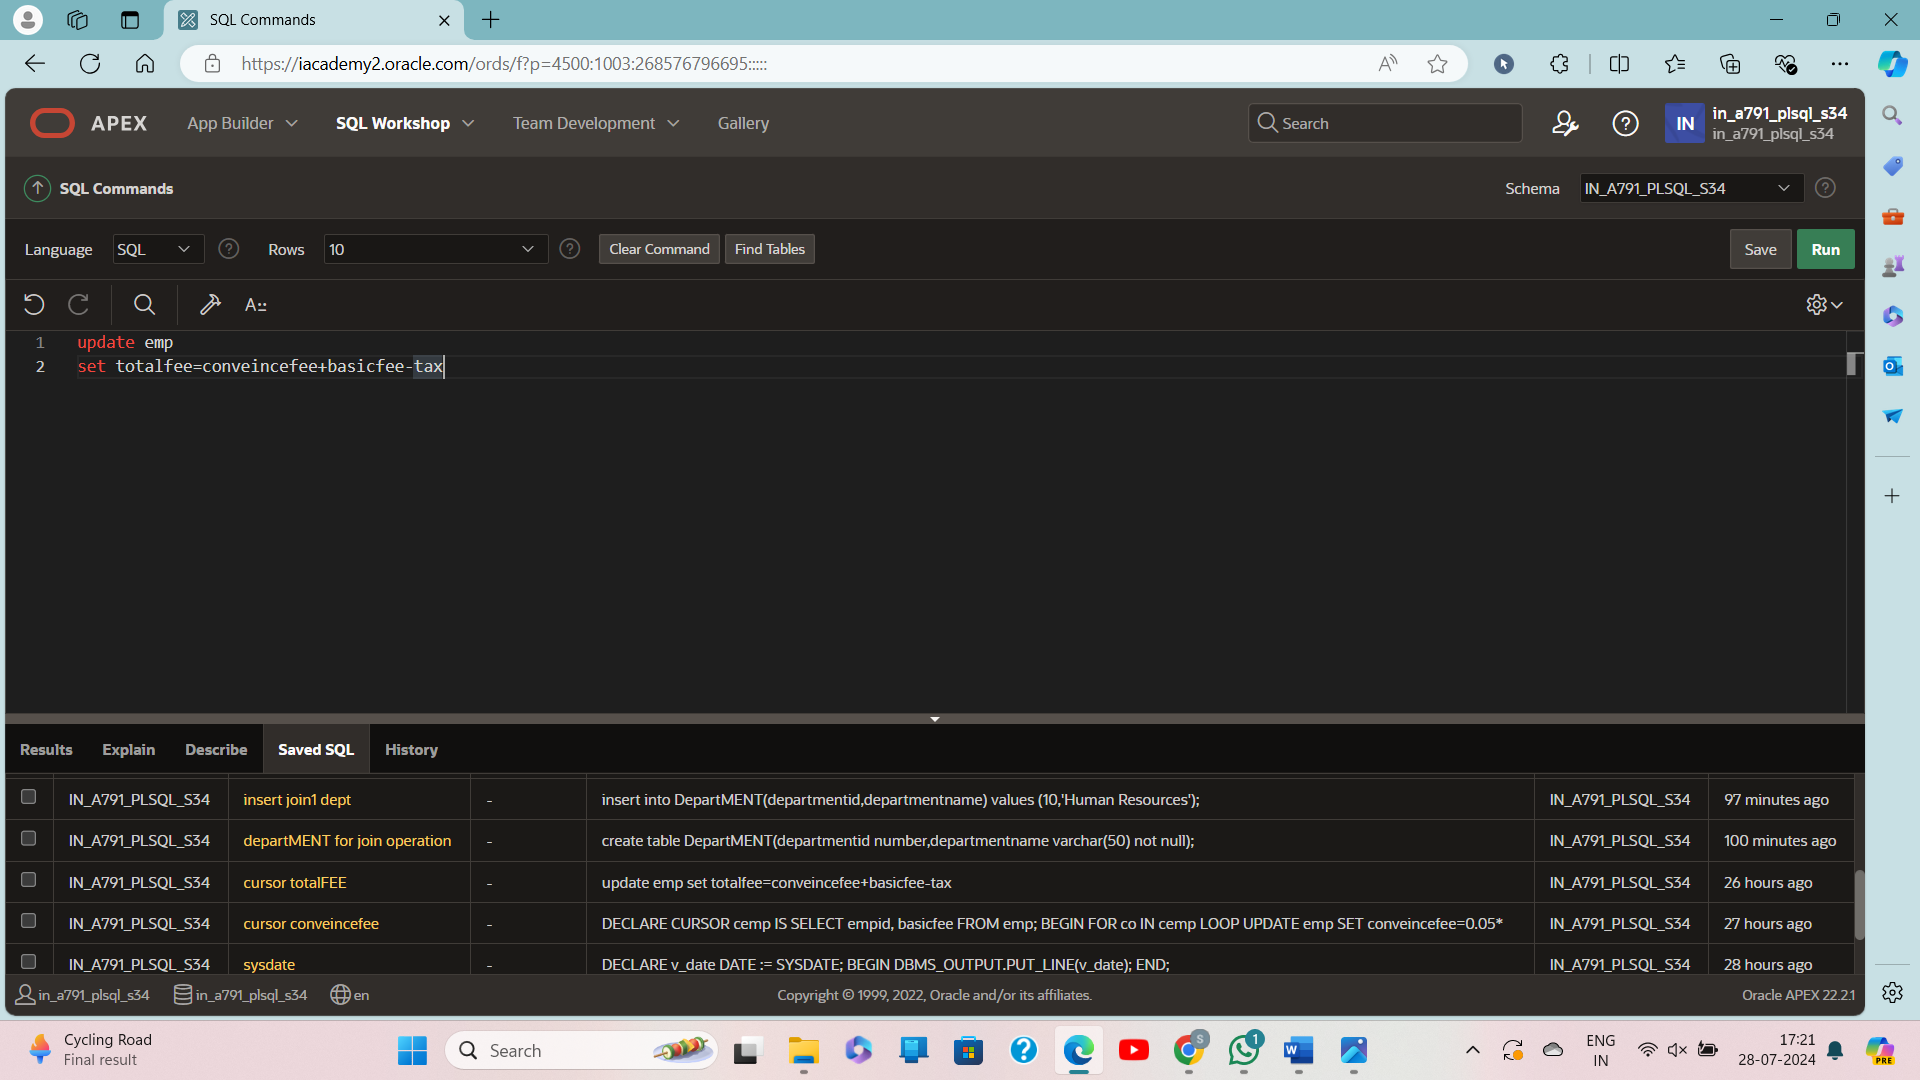 SQL Commands
https://iacademy2.oracle.com/ords/f?p=4500:1003:268576796695:::::
APEX App Builder SQL Workshop Team Development Gallery Search IN in_a791_plsql_s34
in_a791_plsql_s34
SQL Commands Schema IN_A791_PLSQL_S34
Language SQL Rows 10 Clear Command Find Tables Save Run
1 update emp
2 set totalfee=conveincefee+basicfee-tax
Results Explain Describe Saved SQL History
IN_A791_PLSQL_S34 insert join1 dept - insert into DepartMENT(departmentid,departmentname) values (10,'Human Resources'); IN_A791_PLSQL_S34 97 minutes ago
IN_A791_PLSQL_S34 departMENT for join operation - create table DepartMENT(departmentid number,departmentname varchar(50) not null); IN_A791_PLSQL_S34 100 minutes ago
IN_A791_PLSQL_S34 cursor totalFEE - update emp set totalfee=conveincefee+basicfee-tax IN_A791_PLSQL_S34 26 hours ago
IN_A791_PLSQL_S34 cursor conveincefee - DECLARE CURSOR cemp IS SELECT empid, basicfee FROM emp; BEGIN FOR co IN cemp LOOP UPDATE emp SET conveincefee=0.05* IN_A791_PLSQL_S34 27 hours ago
IN_A791_PLSQL_S34 sysdate - DECLARE v_date DATE := SYSDATE; BEGIN DBMS_OUTPUT.PUT_LINE(v_date); END; IN_A791_PLSQL_S34 28 hours ago
in_a791_plsql_s34 in_a791_plsql_s34 en Copyright © 1999, 2022, Oracle and/or its affiliates. Oracle APEX 22.2.1
Cycling Road
Final result
Search
S
1
ENG
IN
17:21
28-07-2024
PRE